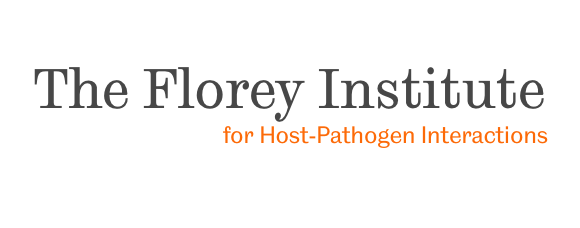 The Florey Institute
for Host-Pathogen Interactions